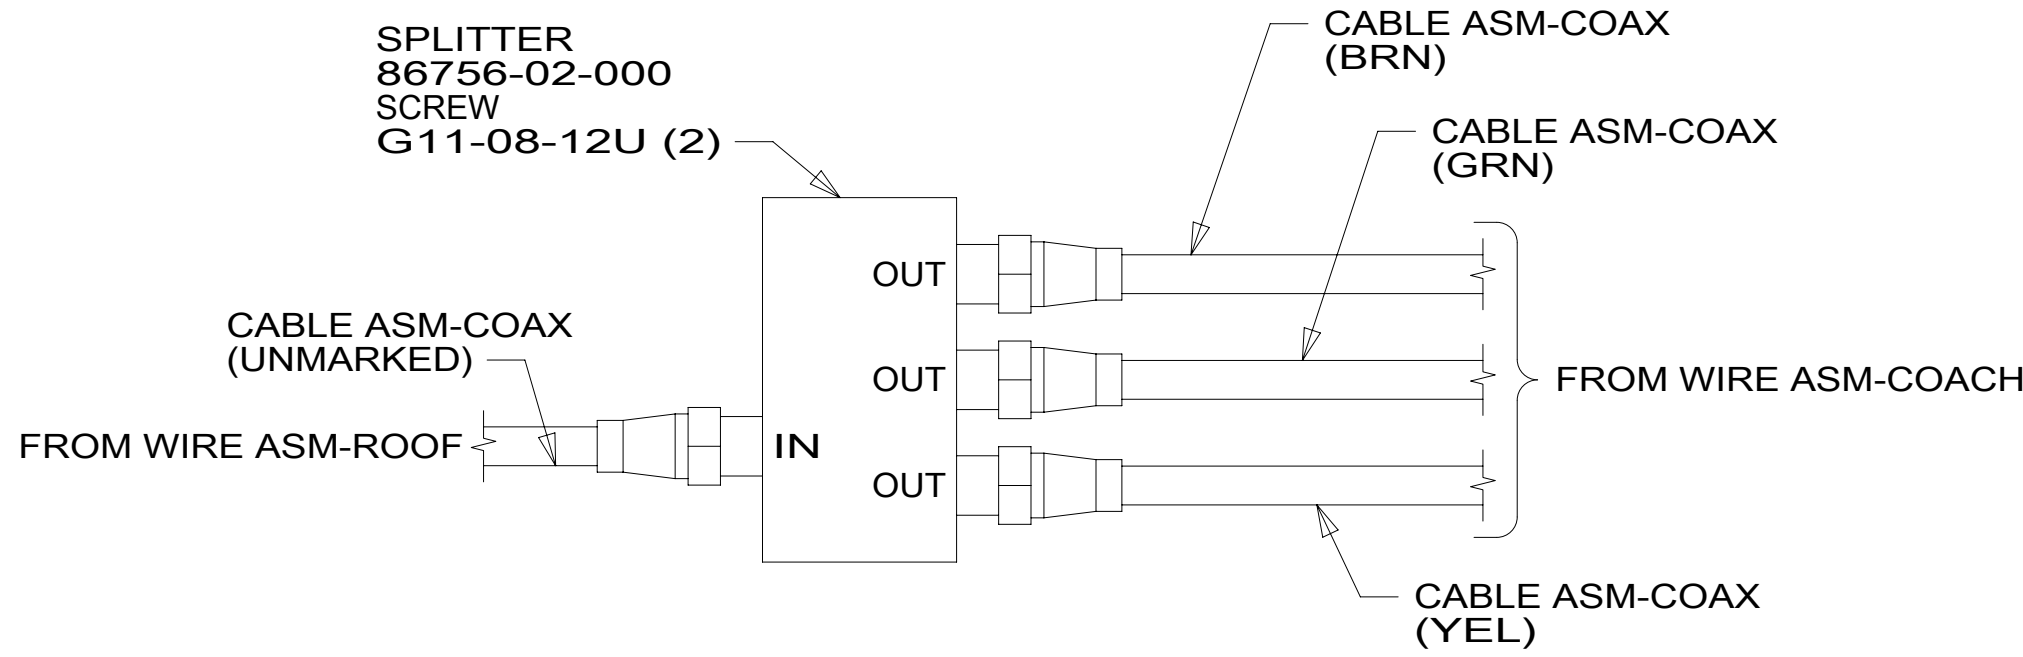 SPLITTER
86756-02-000
SCREW
G11-08-12U (2)
CABLE ASM-COAX
(BRN)
CABLE ASM-COAX
(GRN)
OUT
CABLE ASM-COAX
(UNMARKED)
OUT
FROM WIRE ASM-COACH
FROM WIRE ASM-ROOF
IN
OUT
CABLE ASM-COAX
(YEL)